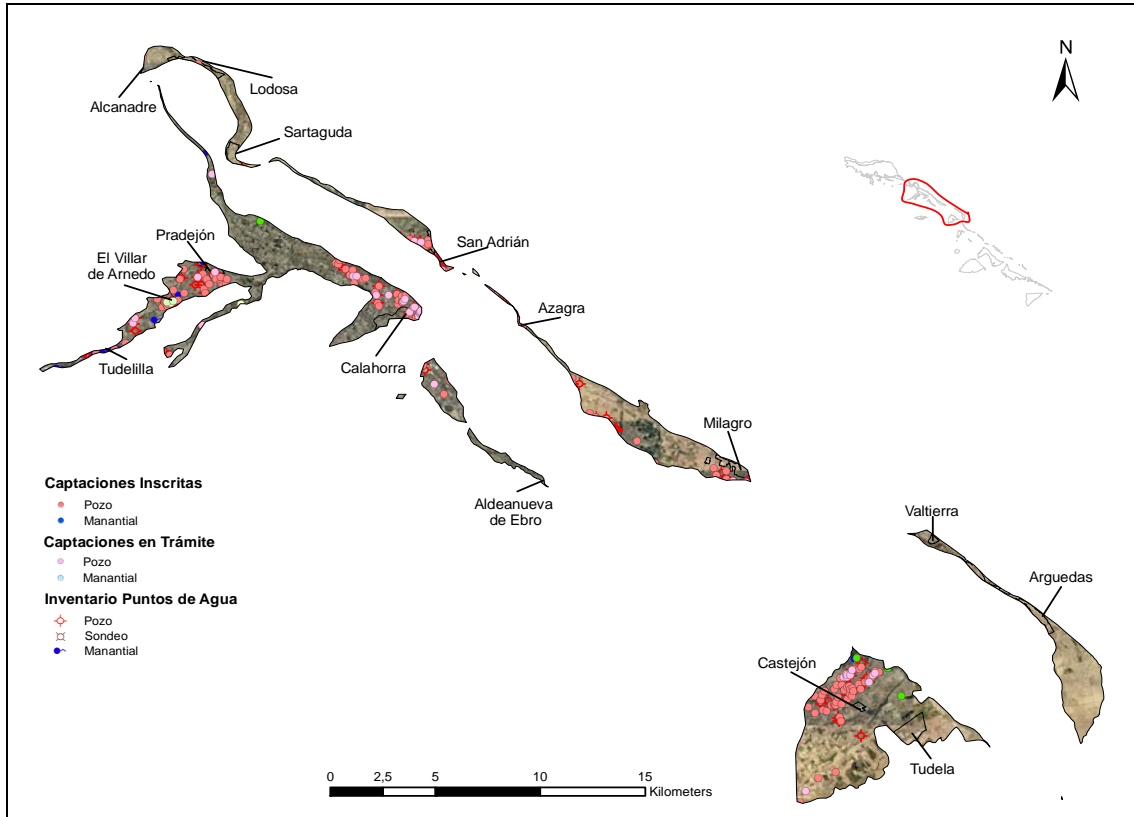 N
Lodosa
Alcanadre
Sartaguda
Pradejón
San Adrián
El Villar
de Arnedo
Azagra
Tudelilla
Calahorra
Milagro
Aldeanueva
de Ebro
Valtierra
Arguedas
Castejón
Tudela
Captaciones Inscritas
Pozo
Manantial
Captaciones en Trámite
Pozo
Manantial
Inventario Puntos de Agua
Pozo
Sondeo
Manantial
0 2,5 5 10 15
Kilometers